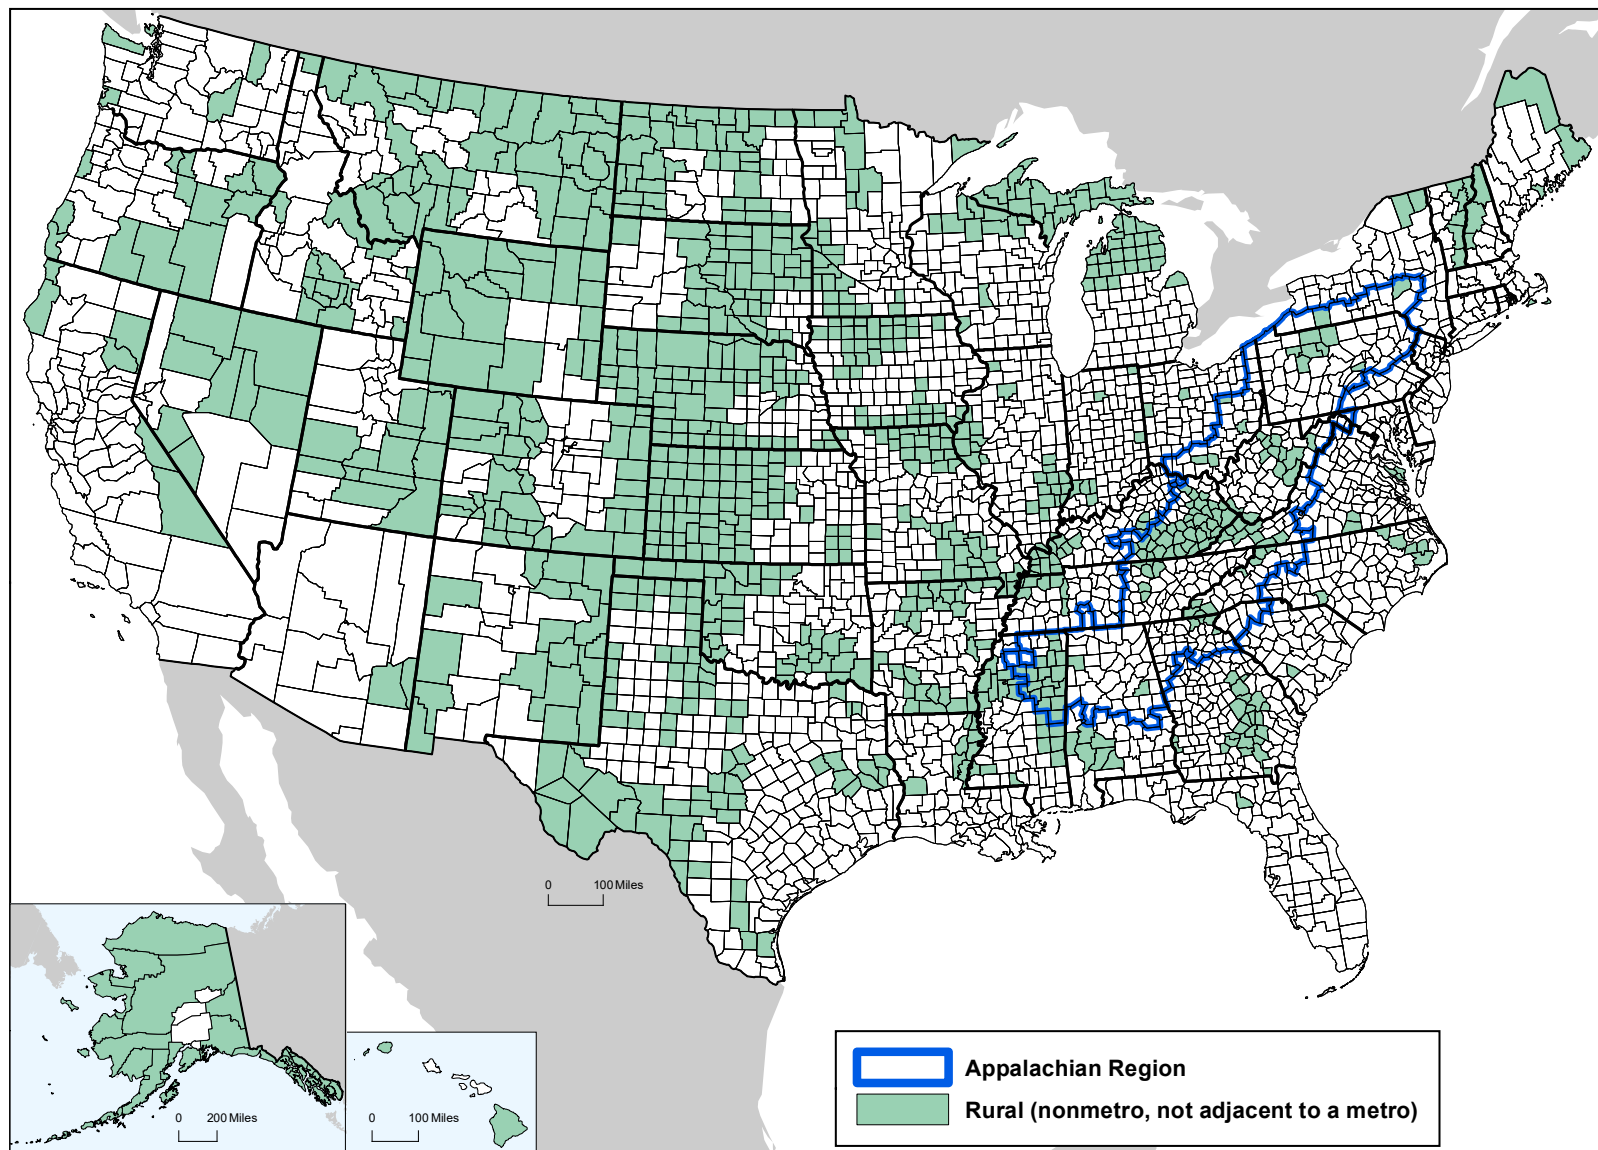 0 100 Miles
0 200 Miles
0 100 Miles
Appalachian Region
Rural (nonmetro, not adjacent to a metro)